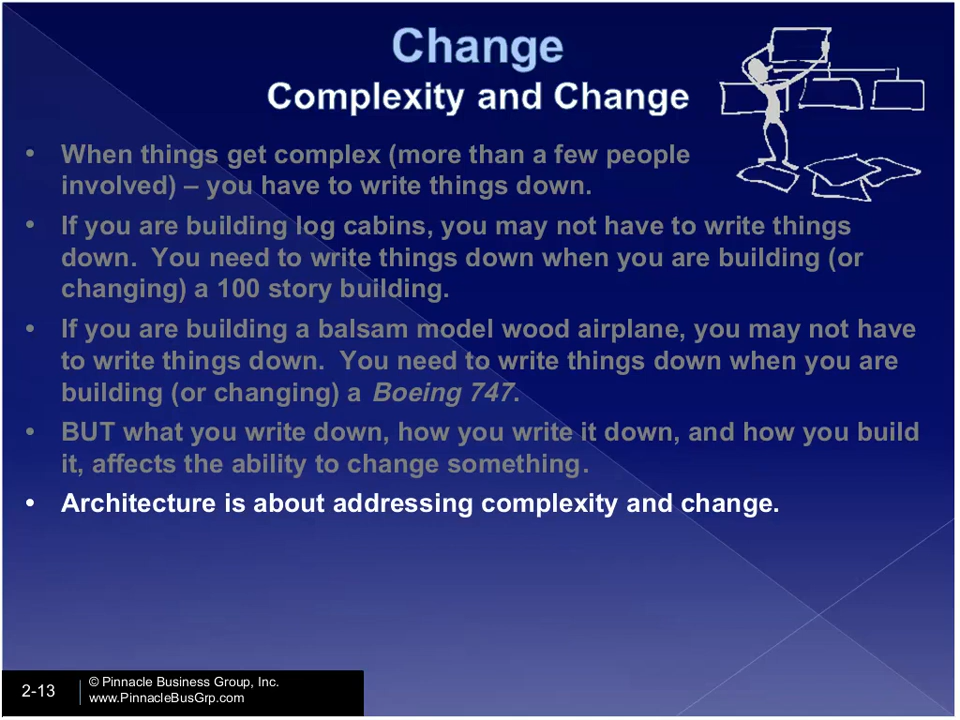 Change
Complexity and Change
• When things get complex (more than a few people
involved) – you have to write things down.
• If you are building log cabins, you may not have to write things
down.  You need to write things down when you are building (or
changing) a 100 story building.
• If you are building a balsam model wood airplane, you may not have
to write things down.  You need to write things down when you are
building (or changing) a Boeing 747.
• BUT what you write down, how you write it down, and how you build
it, affects the ability to change something.
• Architecture is about addressing complexity and change.
2-13
© Pinnacle Business Group, Inc.
www.PinnacleBusGrp.com